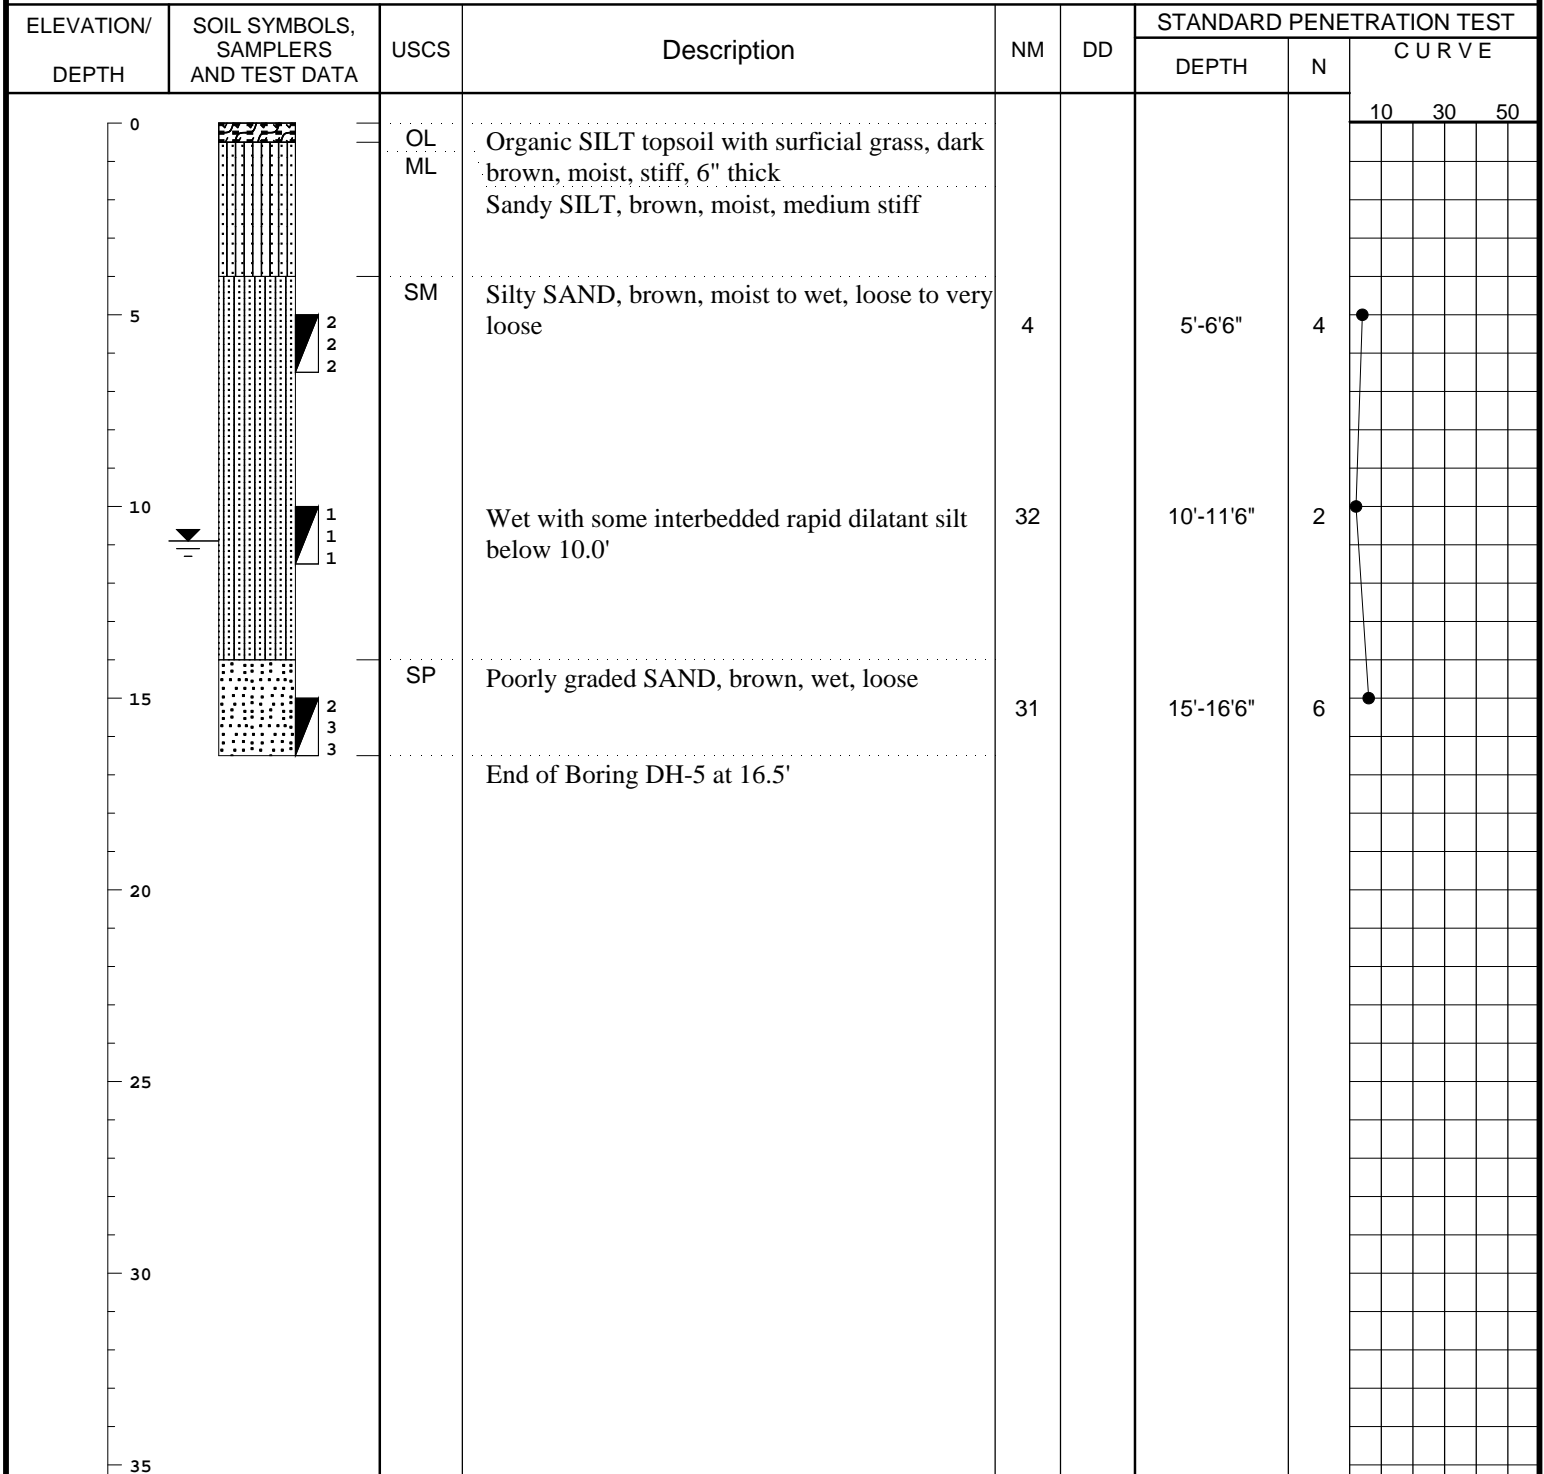 ELEVATION/
DEPTH
SOIL SYMBOLS,
SAMPLERS
AND TEST DATA
USCS
Description
NM
DD
STANDARD PENETRATION TEST
DEPTH
N
C U R V E
10 30 50
0
OL
Organic SILT topsoil with surficial grass, dark
brown, moist, stiff, 6" thick
ML
Sandy SILT, brown, moist, medium stiff
SM
Silty SAND, brown, moist to wet, loose to very
loose
5
2
2
2
4
5'-6'6"
4
10
1
1
1
Wet with some interbedded rapid dilatant silt
below 10.0'
32
10'-11'6"
2
SP
Poorly graded SAND, brown, wet, loose
15
2
3
3
31
15'-16'6"
6
End of Boring DH-5 at 16.5'
20
25
30
35